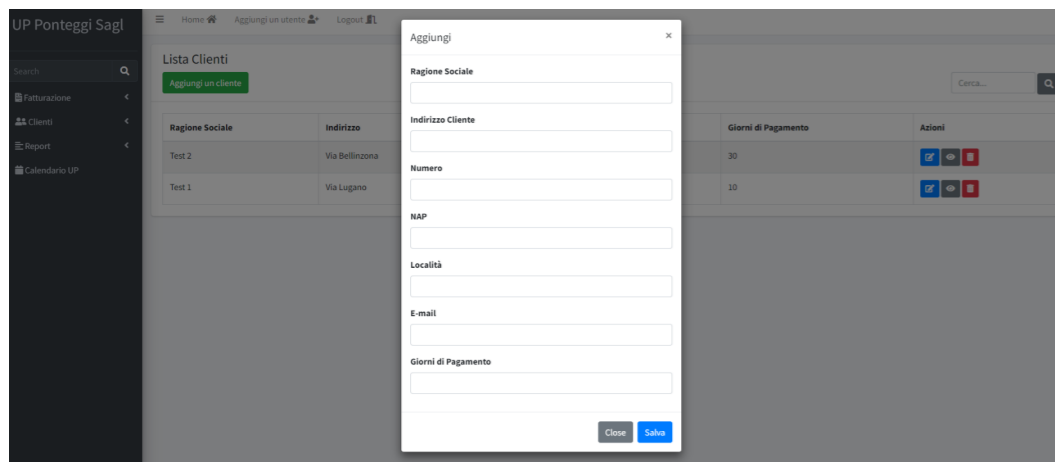 UP Ponteggi Sagl
Home Aggiungi un utente Logout
Search
Fatturazione
Clienti
Report
Calendario UP
Lista Clienti
Aggiungi un cliente
Cerca...
Ragione Sociale Indirizzo Giorni di Pagamento Azioni
Test 2 Via Bellinzona 30
Test 1 Via Lugano 10
Aggiungi ×
Ragione Sociale
Indirizzo Cliente
Numero
NAP
Località
E-mail
Giorni di Pagamento
Close Salva